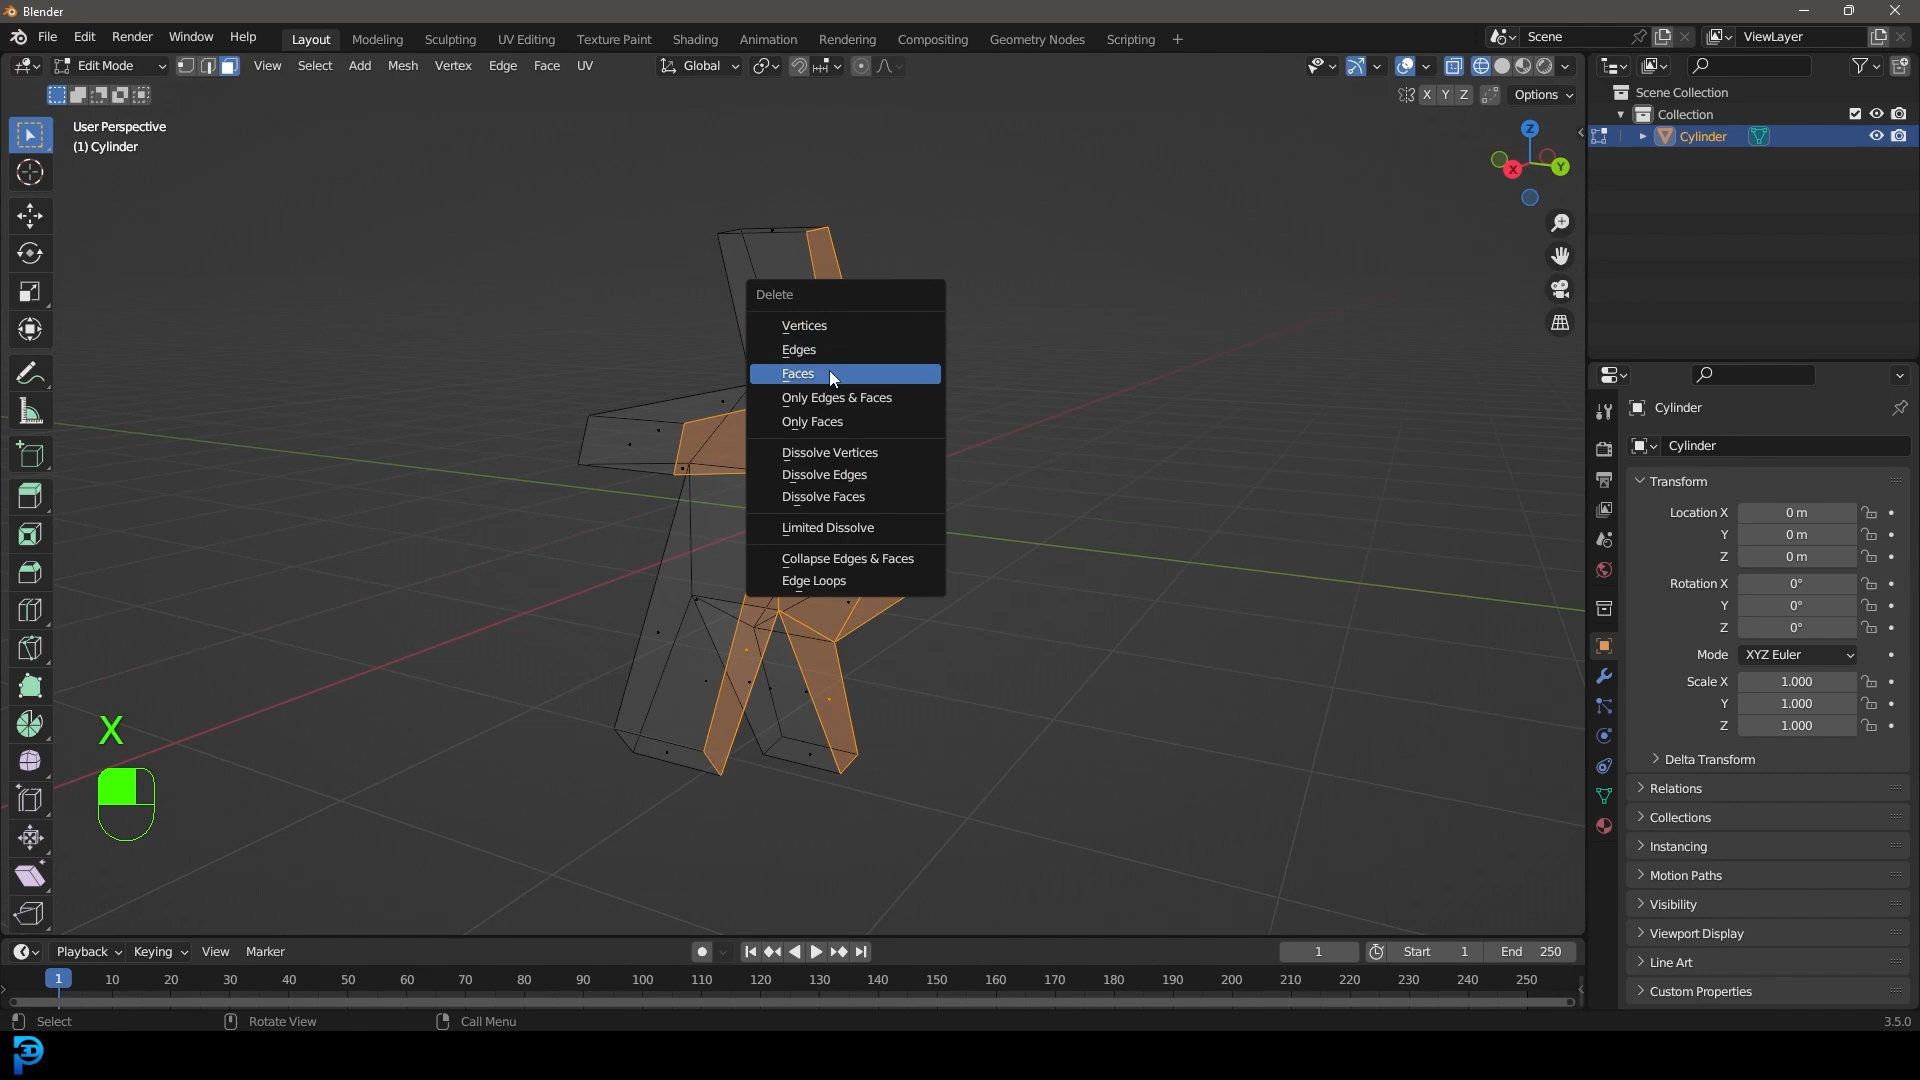 Blender
File Edit Render Window Help Layout Modeling Sculpting UV Editing Texture Paint Shading Animation Rendering Compositing Geometry Nodes Scripting + Scene ViewLayer
Edit Mode View Select Add Mesh Vertex Edge Face UV Global
X Y Z Options
User Perspective
(1) Cylinder
Z
X
Y
Scene Collection
Collection
Cylinder
Delete
Vertices
Edges
Faces
Only Edges & Faces
Only Faces
Dissolve Vertices
Dissolve Edges
Dissolve Faces
Limited Dissolve
Collapse Edges & Faces
Edge Loops
X
Cylinder
Cylinder
Transform
Location X 0 m
Y 0 m
Z 0 m
Rotation X 0°
Y 0°
Z 0°
Mode XYZ Euler
Scale X 1.000
Y 1.000
Z 1.000
Delta Transform
Relations
Collections
Instancing
Motion Paths
Visibility
Viewport Display
Line Art
Custom Properties
Playback Keying View Marker 1 Start 1 End 250
1 10 20 30 40 50 60 70 80 90 100 110 120 130 140 150 160 170 180 190 200 210 220 230 240 250
Select Rotate View Call Menu 3.5.0